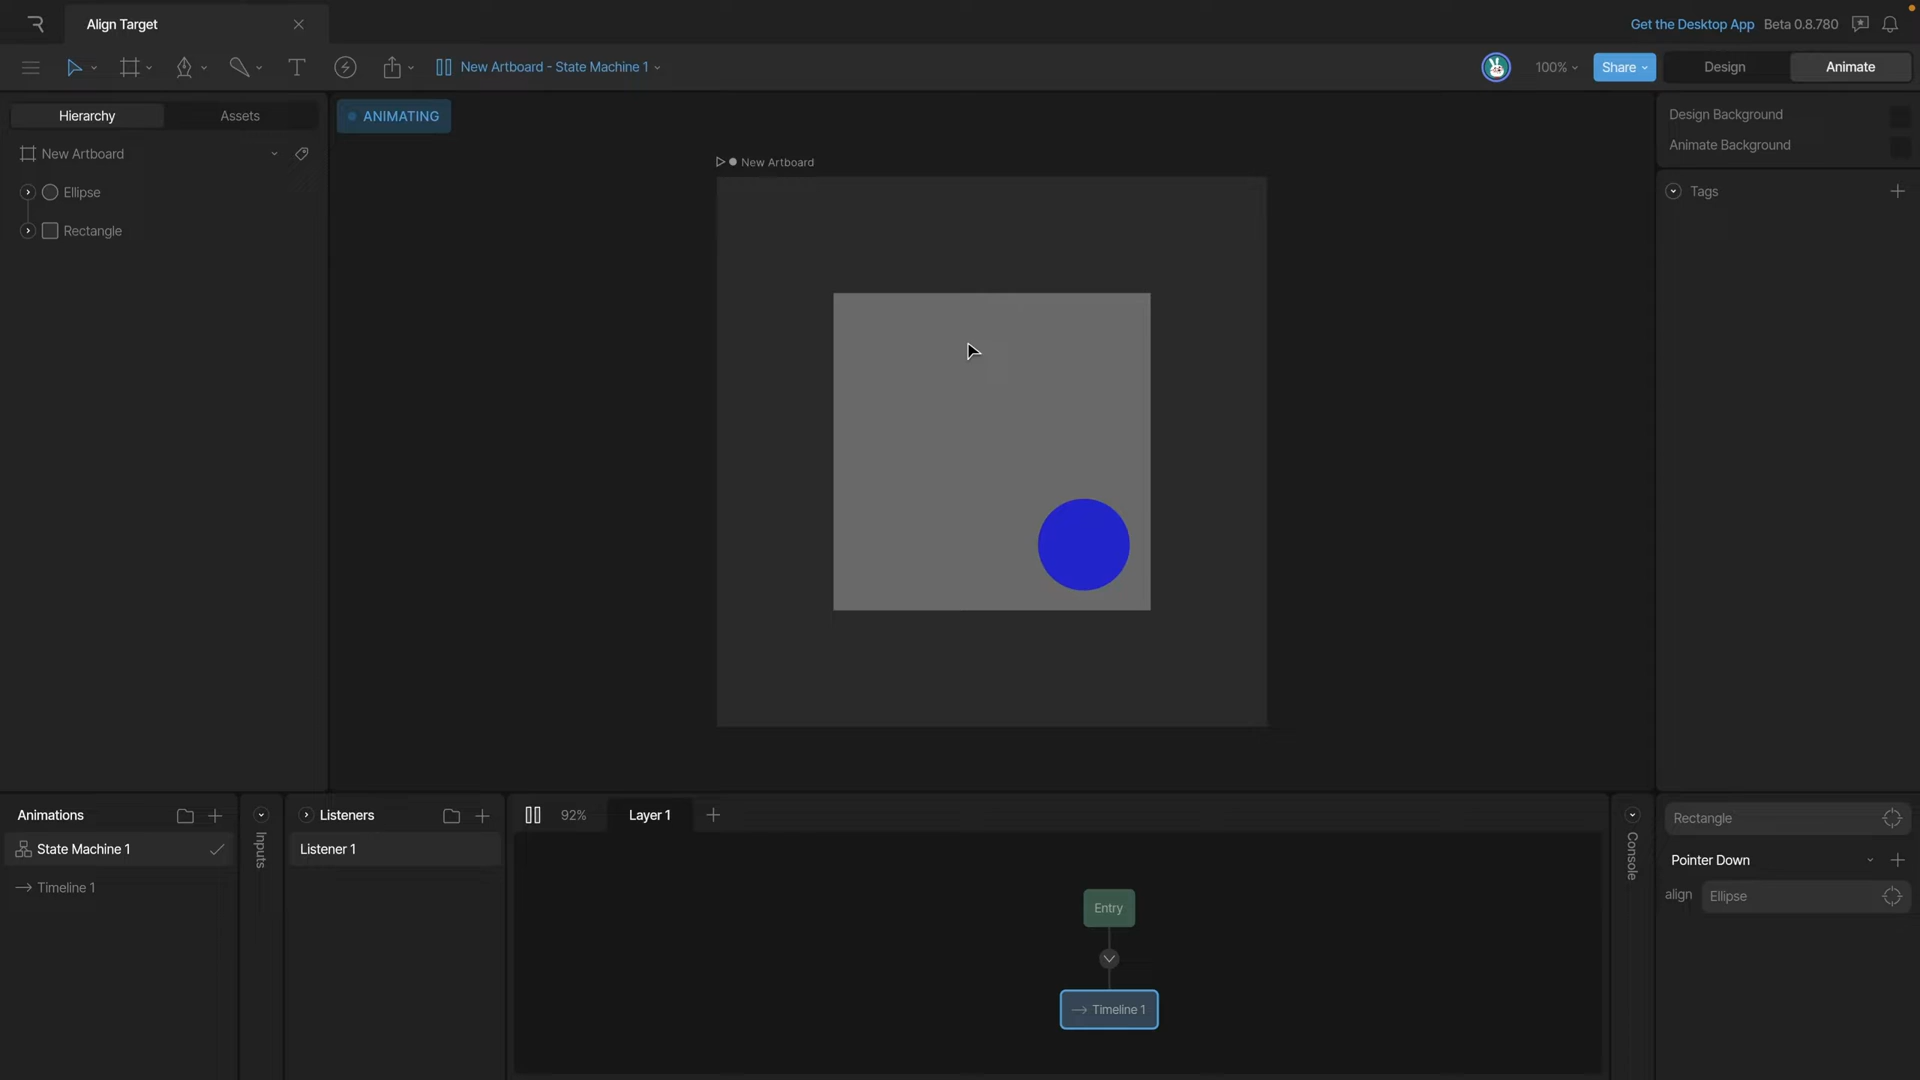 Align Target
Get the Desktop App
Beta 0.8.780
New Artboard - State Machine 1
100%
Share
Design
Animate
Hierarchy
Assets
ANIMATING
Design Background
New Artboard
Animate Background
New Artboard
Ellipse
Tags
Rectangle
Animations
Listeners
92%
Layer 1
Rectangle
State Machine 1
Inputs
Listener 1
Console
Pointer Down
Timeline 1
align
Ellipse
Entry
Timeline 1